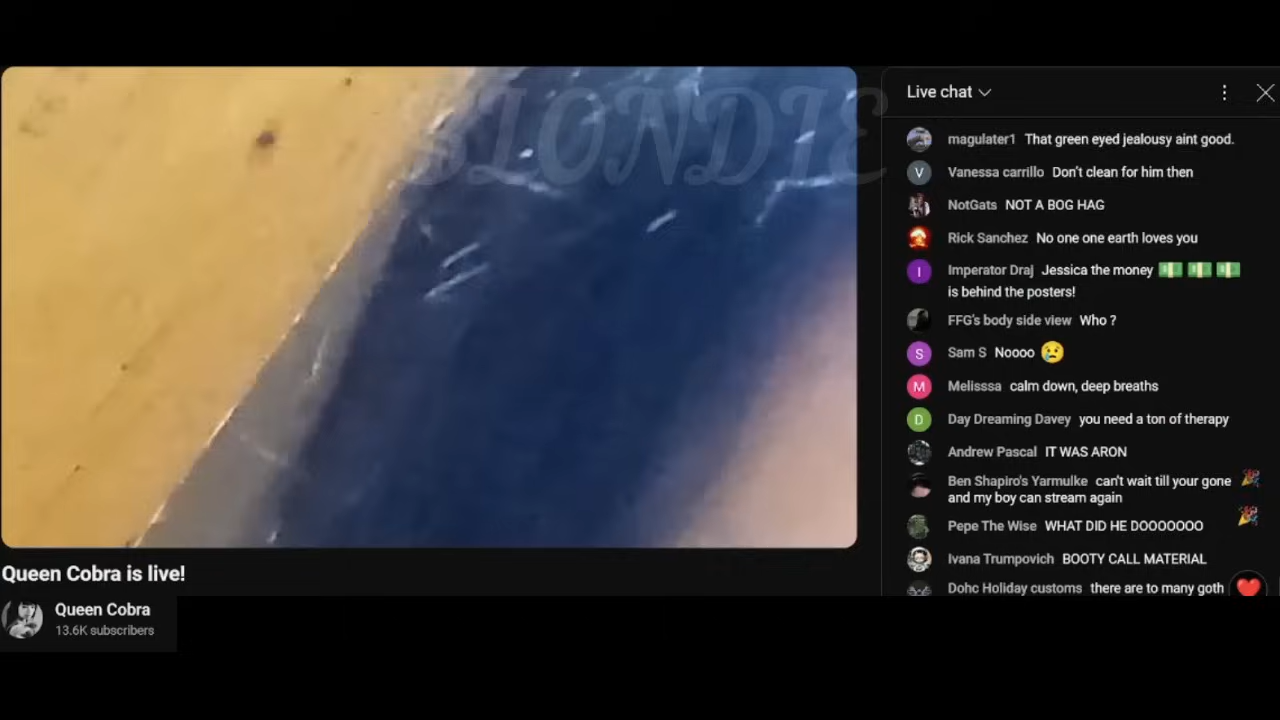 BLONDIE
Live chat
magulater1 That green eyed jealousy aint good.
V Vanessa carrillo Don't clean for him then
NotGats NOT A BOG HAG
Rick Sanchez No one one earth loves you
I Imperator Draj Jessica the money
is behind the posters!
FFG's body side view Who ?
S Sam S Noooo
M Melisssa calm down, deep breaths
D Day Dreaming Davey you need a ton of therapy
Andrew Pascal IT WAS ARON
Ben Shapiro's Yarmulke can't wait till your gone
and my boy can stream again
Pepe The Wise WHAT DID HE DOOOOOOO
Ivana Trumpovich BOOTY CALL MATERIAL
Dohc Holiday customs there are to many goth
Queen Cobra is live!
Queen Cobra
13.6K subscribers